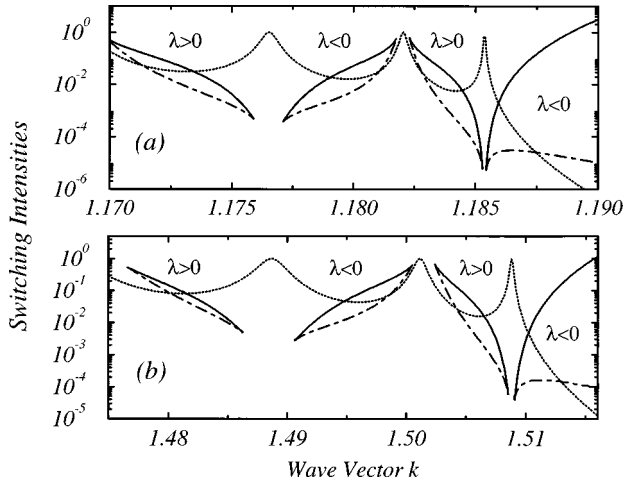 10^0
λ>0 λ<0 λ>0
10^-2
λ<0
10^-4
(a)
10^-6
1.170 1.175 1.180 1.185 1.190
Switching Intensities
10^0
λ>0 λ<0 λ>0
10^-1
10^-2
λ<0
10^-3
10^-4
(b)
10^-5
1.48 1.49 1.50 1.51
Wave Vector k